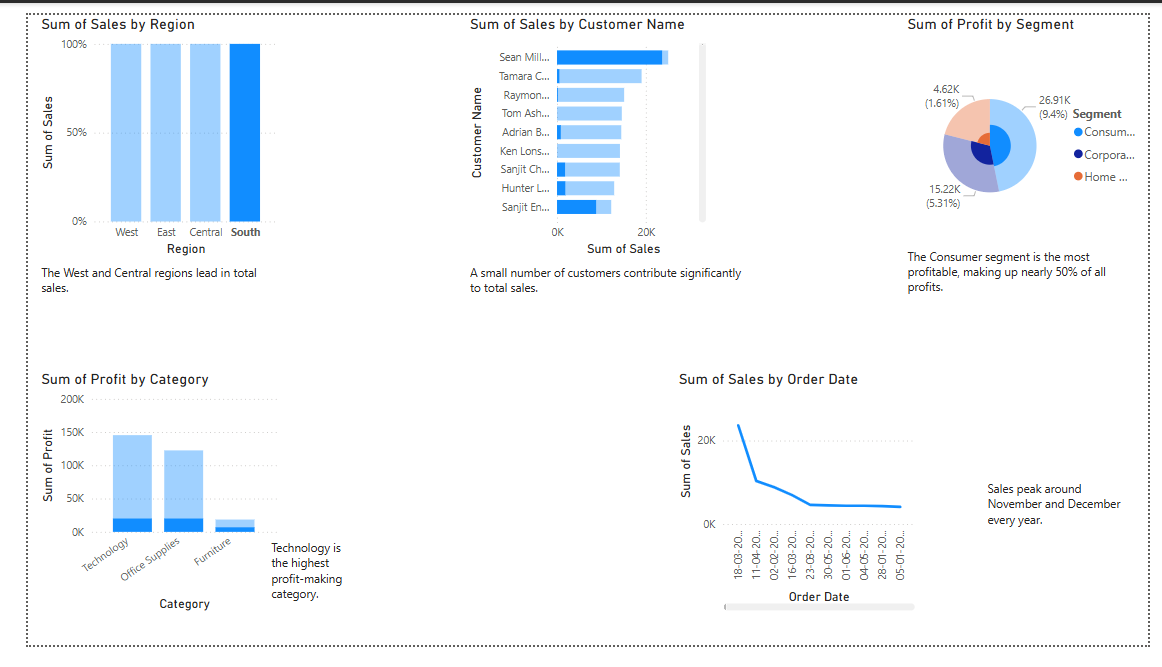 Sum of Sales by Region
100%
50%
0%
Sum of Sales
West East Central South
Region
The West and Central regions lead in total
sales.
Sum of Sales by Customer Name
Customer Name
Sean Mill...
Tamara C...
Raymon...
Tom Ash...
Adrian B...
Ken Lons...
Sanjit Ch...
Hunter L...
Sanjit En...
0K 20K
Sum of Sales
A small number of customers contribute significantly
to total sales.
Sum of Profit by Segment
4.62K
(1.61%)
26.91K
(9.4%)
15.22K
(5.31%)
Segment
Consum...
Corpora...
Home ...
The Consumer segment is the most
profitable, making up nearly 50% of all
profits.
Sum of Profit by Category
200K
150K
100K
50K
0K
Sum of Profit
Technology
Office Supplies
Furniture
Category
Technology is
the highest
profit-making
category.
Sum of Sales by Order Date
20K
0K
Sum of Sales
18-03-20...
11-04-20...
02-02-20...
16-03-20...
23-08-20...
30-05-20...
01-06-20...
04-05-20...
28-01-20...
05-01-20...
Order Date
Sales peak around
November and December
every year.